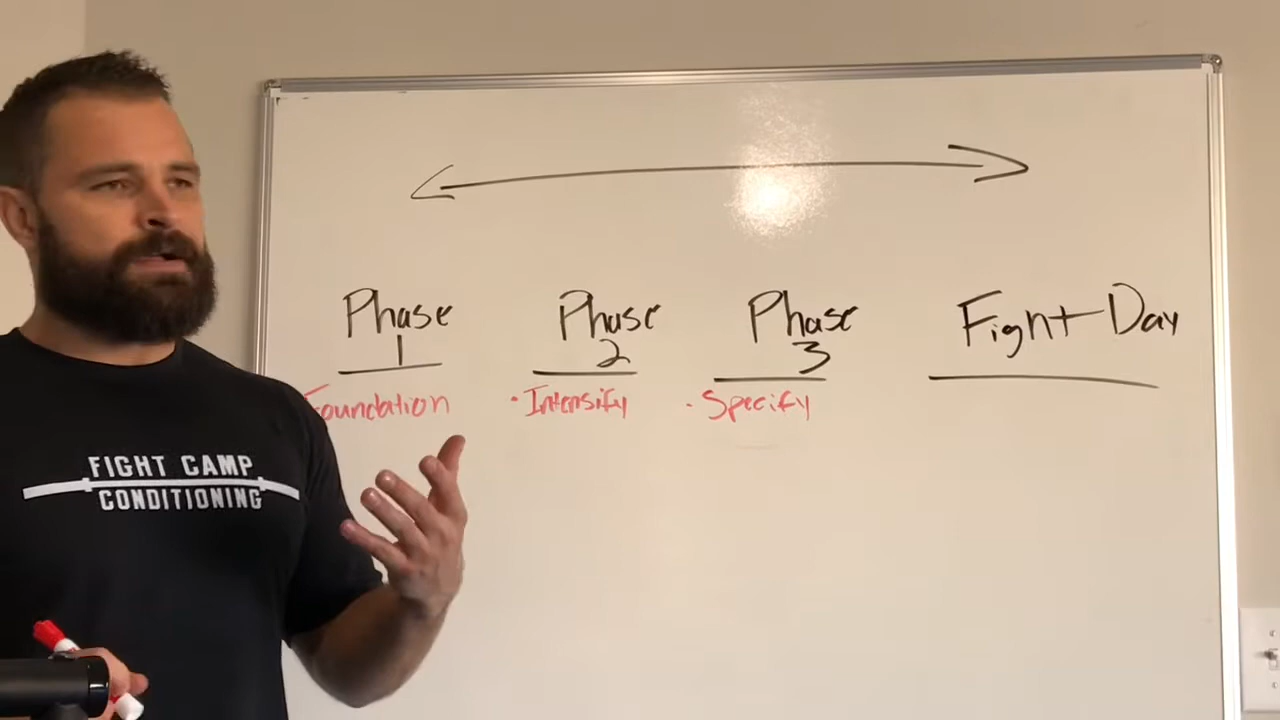 Phase
1
Phase
2
Phase
3
Fight-Day
Foundation
· Intensify
· Specify
FIGHT CAMP
CONDITIONING